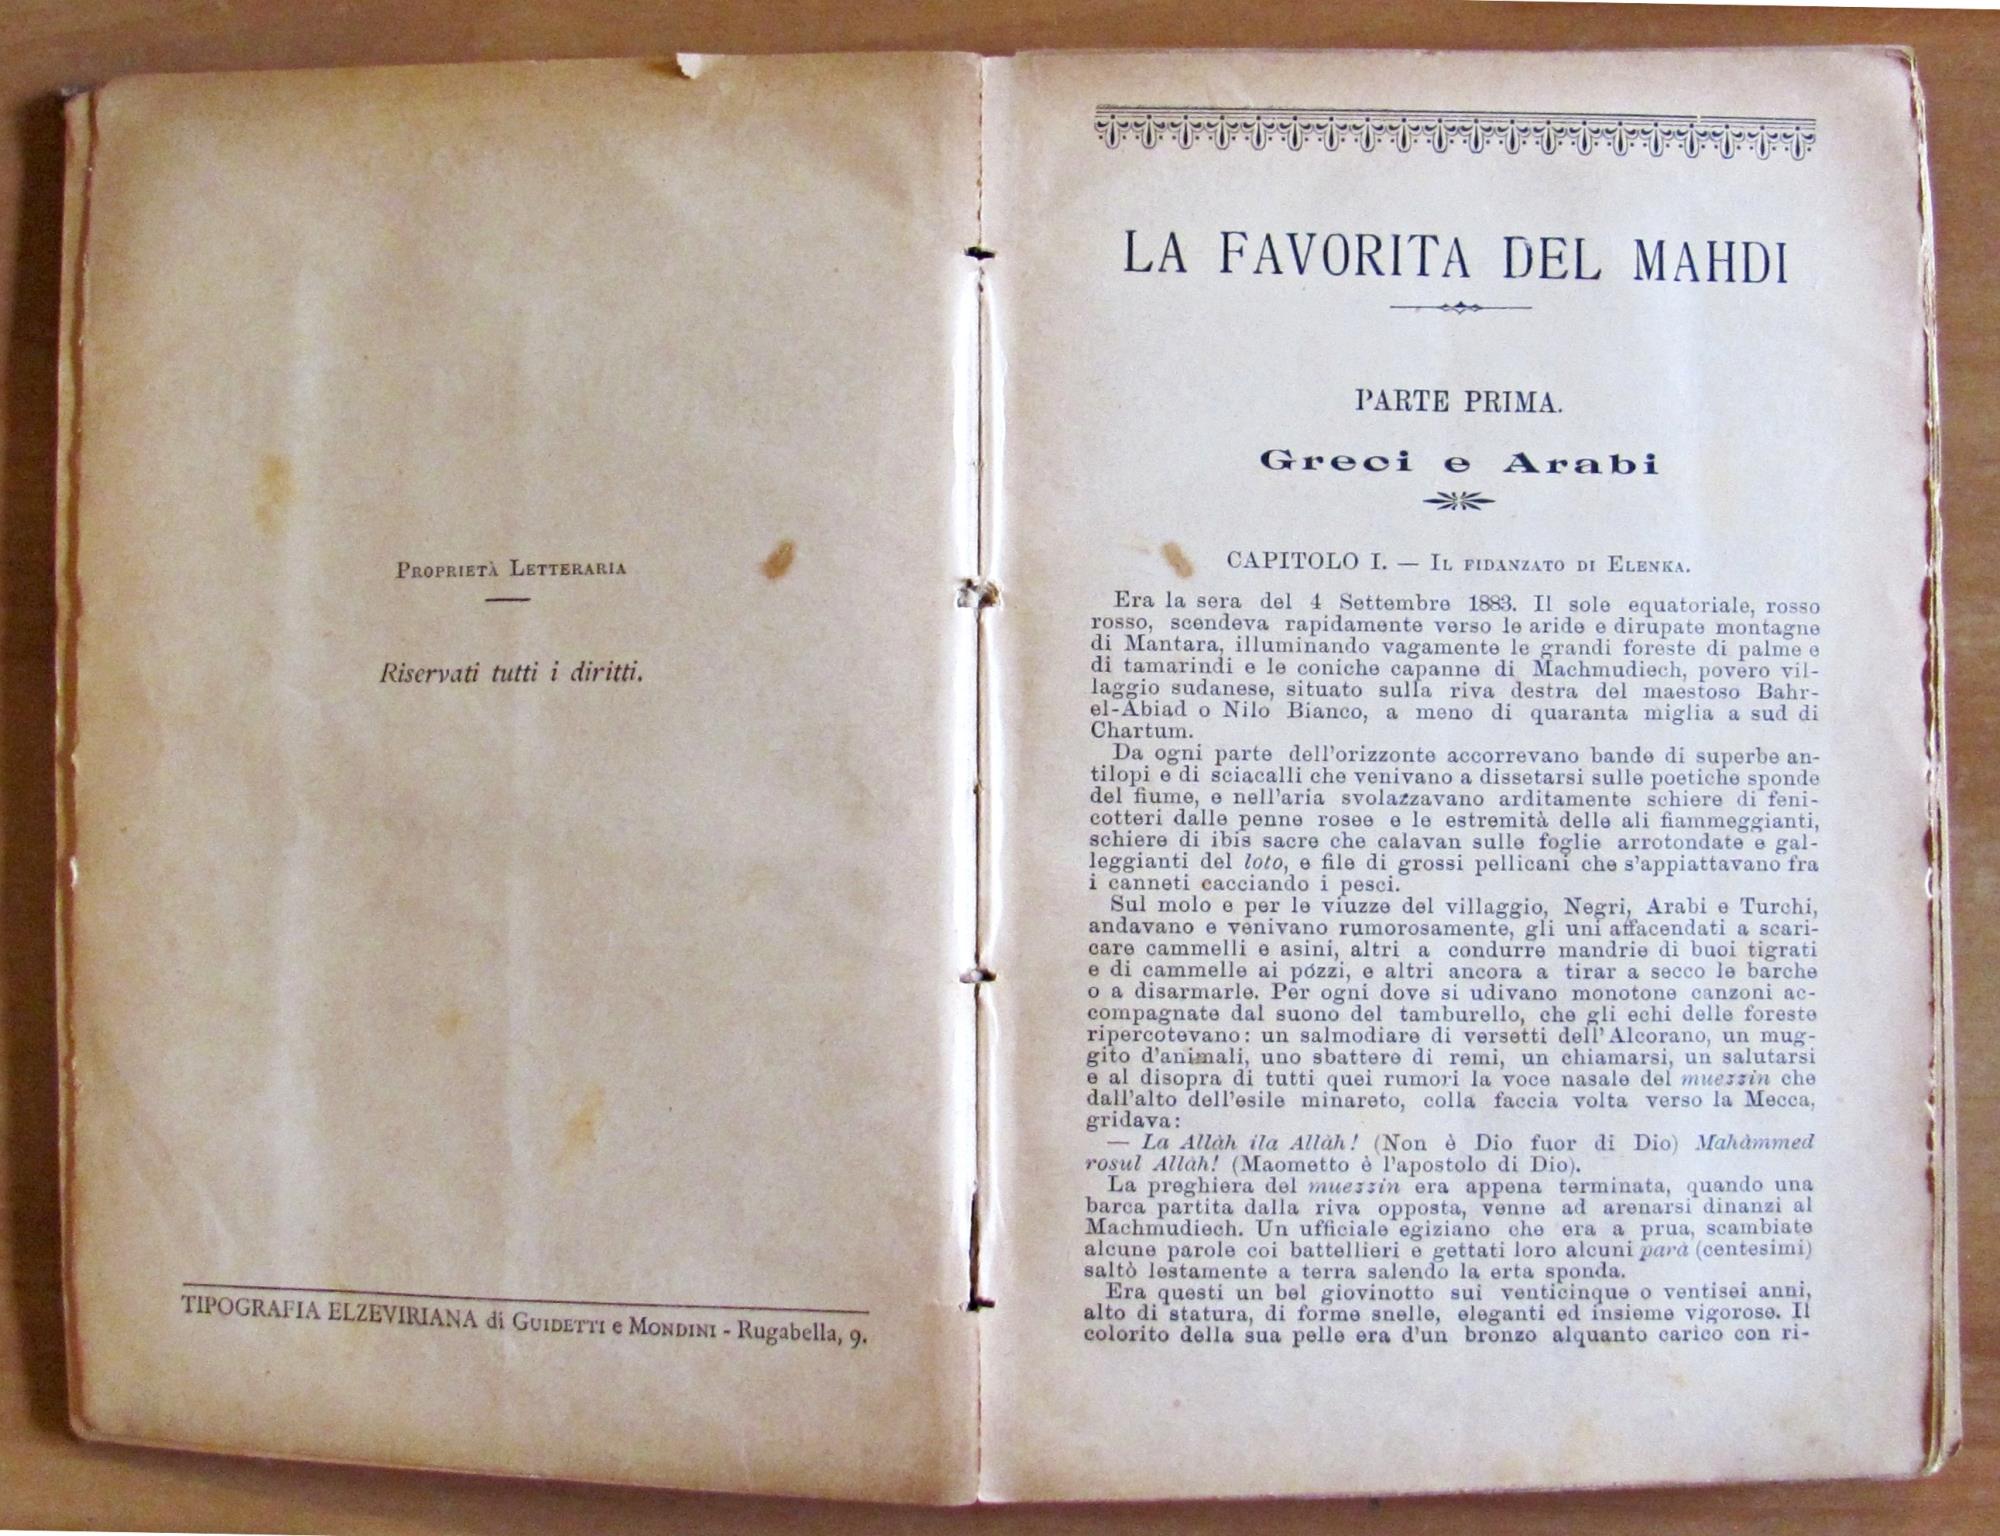 Proprietà Letteraria
Riservati tutti i diritti.
TIPOGRAFIA ELZEVIRIANA di Guidetti e Mondini - Rugabella, 9.
LA FAVORITA DEL MAHDI
PARTE PRIMA.
Greci e Arabi
CAPITOLO I. — Il fidanzato di Elenka.
Era la sera del 4 Settembre 1883. Il sole equatoriale, rosso
rosso, scendeva rapidamente verso le aride e dirupate montagne
di Mantara, illuminando vagamente le grandi foreste di palme e
di tamarindi e le coniche capanne di Machmudiech, povero vil-
laggio sudanese, situato sulla riva destra del maestoso Bahr-
el-Abiad o Nilo Bianco, a meno di quaranta miglia a sud di
Chartum.
Da ogni parte dell'orizzonte accorrevano bande di superbe an-
tilopi e di sciacalli che venivano a dissetarsi sulle poetiche sponde
del fiume, e nell'aria svolazzavano arditamente schiere di feni-
cotteri dalle penne rosee e le estremità delle ali fiammeggianti,
schiere di ibis sacre che calavan sulle foglie arrotondate e gal-
leggianti del loto, e file di grossi pellicani che s'appiattavano fra
i canneti cacciando i pesci.
Sul molo e per le viuzze del villaggio, Negri, Arabi e Turchi,
andavano e venivano rumorosamente, gli uni affacendati a scari-
care cammelli e asini, altri a condurre mandrie di buoi tigrati
e di cammelle ai pozzi, e altri ancora a tirar a secco le barche
o a disarmarle. Per ogni dove si udivano monotone canzoni ac-
compagnate dal suono del tamburello, che gli echi delle foreste
ripercotevano: un salmodiare di versetti dell'Alcorano, un mug-
gito d'animali, uno sbattere di remi, un chiamarsi, un salutarsi
e al disopra di tutti quei rumori la voce nasale del muezzin che
dall'alto dell'esile minareto, colla faccia volta verso la Mecca,
gridava:
— La Allàh ila Allàh! (Non è Dio fuor di Dio) Mahàmmed
rosul Allàh! (Maometto è l'apostolo di Dio).
La preghiera del muezzin era appena terminata, quando una
barca partita dalla riva opposta, venne ad arenarsi dinanzi al
Machmudiech. Un ufficiale egiziano che era a prua, scambiate
alcune parole coi battellieri e gettati loro alcuni parà (centesimi)
saltò lestamente a terra salendo la erta sponda.
Era questi un bel giovinotto sui venticinque o ventisei anni,
alto di statura, di forme snelle, eleganti ed insieme vigorose. Il
colorito della sua pelle era d'un bronzo alquanto carico con ri-